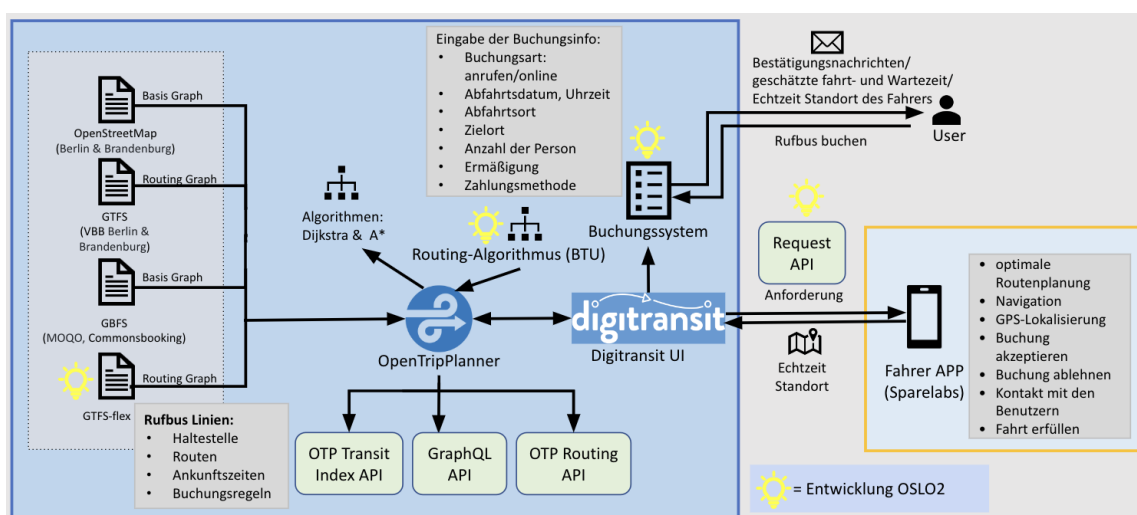 Basis Graph
OpenStreetMap
(Berlin & Brandenburg)
Routing Graph
GTFS
(VBB Berlin &
Brandenburg)
Basis Graph
GBFS
(MOQO, Commonsbooking)
Routing Graph
GTFS-flex
Rufbus Linien:
• Haltestelle
• Routen
• Ankunftszeiten
• Buchungsregeln
Algorithmen:
Dijkstra & A*
Eingabe der Buchungsinfo:
• Buchungsart:
anrufen/online
• Abfahrtsdatum, Uhrzeit
• Abfahrtsort
• Zielort
• Anzahl der Person
• Ermäßigung
• Zahlungsmethode
Routing-Algorithmus (BTU)
OpenTripPlanner
OTP Transit
Index API
GraphQL
API
OTP Routing
API
Buchungssystem
digitransit
Digitransit UI
Bestätigungsnachrichten/
geschätzte fahrt- und Wartezeit/
Echtzeit Standort des Fahrers
User
Rufbus buchen
Request
API
Anforderung
Echtzeit
Standort
Fahrer APP
(Sparelabs)
• optimale
Routenplanung
• Navigation
• GPS-Lokalisierung
• Buchung
akzeptieren
• Buchung ablehnen
• Kontakt mit den
Benutzern
• Fahrt erfüllen
= Entwicklung OSLO2